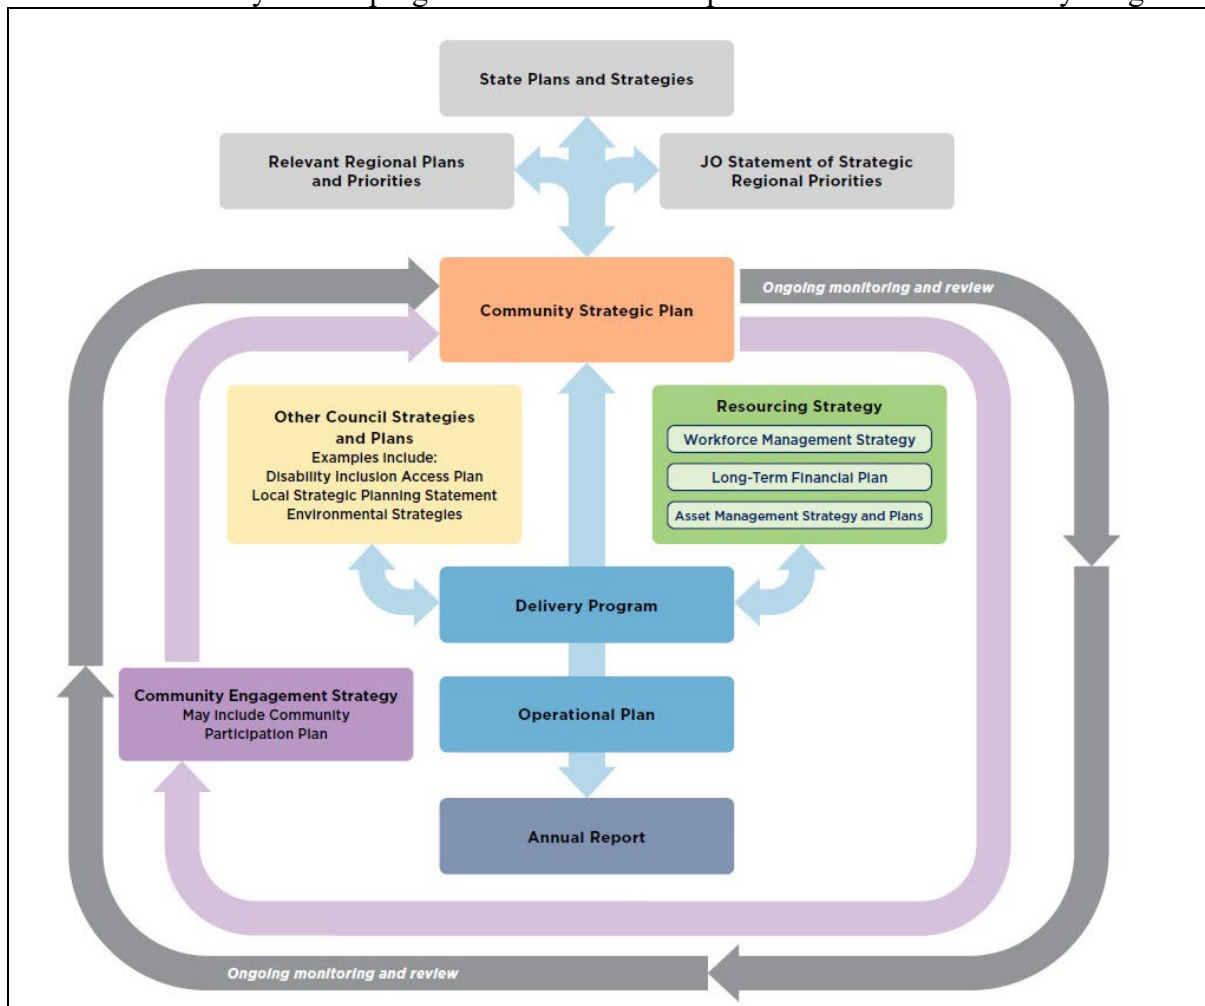 State Plans and Strategies
Relevant Regional Plans
and Priorities
JO Statement of Strategic
Regional Priorities
Community Strategic Plan
Ongoing monitoring and review
Other Council Strategies
and Plans
Examples include:
Disability Inclusion Access Plan
Local Strategic Planning Statement
Environmental Strategies
Resourcing Strategy
Workforce Management Strategy
Long-Term Financial Plan
Asset Management Strategy and Plans
Delivery Program
Community Engagement Strategy
May include Community
Participation Plan
Operational Plan
Annual Report
Ongoing monitoring and review